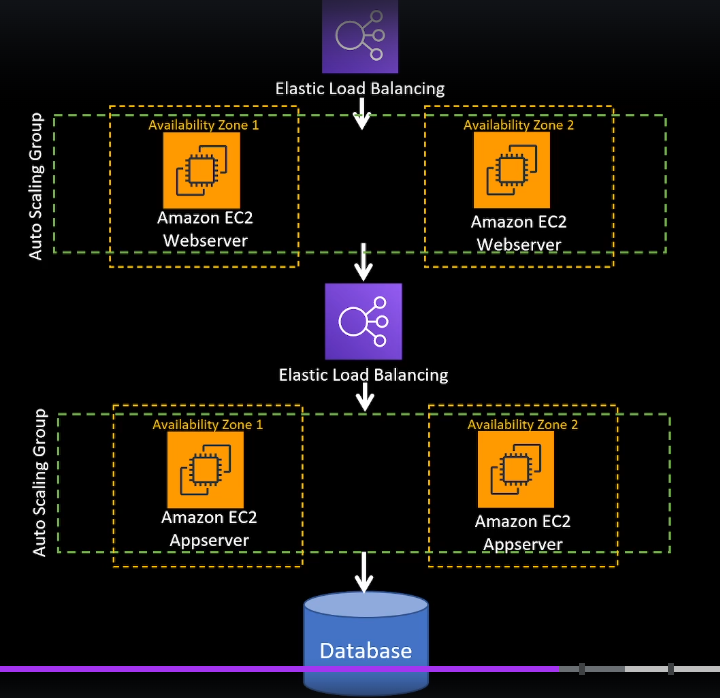 Elastic Load Balancing
Auto Scaling Group
Availability Zone 1
Amazon EC2
Webserver
Availability Zone 2
Amazon EC2
Webserver
Elastic Load Balancing
Auto Scaling Group
Availability Zone 1
Amazon EC2
Appserver
Availability Zone 2
Amazon EC2
Appserver
Database